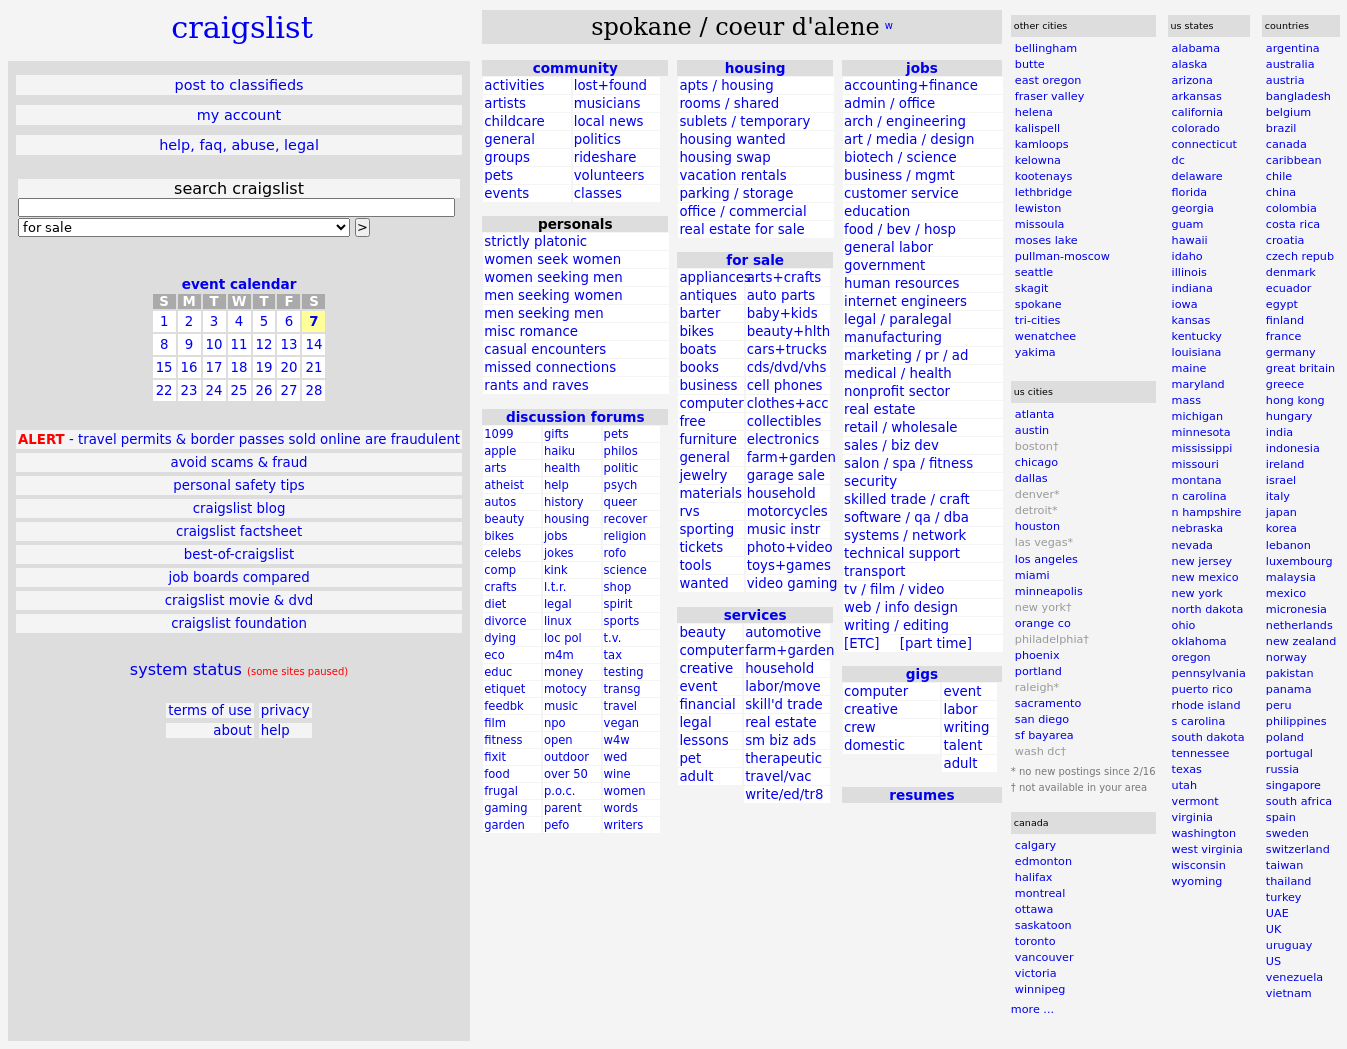 craigslist
post to classifieds
my account
help, faq, abuse, legal
search craigslist
for sale
>
event calendar
S M T W T F S
1 2 3 4 5 6 7
8 9 10 11 12 13 14
15 16 17 18 19 20 21
22 23 24 25 26 27 28
ALERT - travel permits & border passes sold online are fraudulent
avoid scams & fraud
personal safety tips
craigslist blog
craigslist factsheet
best-of-craigslist
job boards compared
craigslist movie & dvd
craigslist foundation
system status (some sites paused)
terms of use privacy
about help
spokane / coeur d'alene w
community
activities lost+found
artists musicians
childcare local news
general politics
groups rideshare
pets volunteers
events classes
personals
strictly platonic
women seek women
women seeking men
men seeking women
men seeking men
misc romance
casual encounters
missed connections
rants and raves
discussion forums
1099 gifts pets
apple haiku philos
arts health politic
atheist help psych
autos history queer
beauty housing recover
bikes jobs religion
celebs jokes rofo
comp kink science
crafts l.t.r. shop
diet legal spirit
divorce linux sports
dying loc pol t.v.
eco m4m tax
educ money testing
etiquet motocy transg
feedbk music travel
film npo vegan
fitness open w4w
fixit outdoor wed
food over 50 wine
frugal p.o.c. women
gaming parent words
garden pefo writers
housing
apts / housing
rooms / shared
sublets / temporary
housing wanted
housing swap
vacation rentals
parking / storage
office / commercial
real estate for sale
for sale
appliances arts+crafts
antiques auto parts
barter baby+kids
bikes beauty+hlth
boats cars+trucks
books cds/dvd/vhs
business cell phones
computer clothes+acc
free collectibles
furniture electronics
general farm+garden
jewelry garage sale
materials household
rvs motorcycles
sporting music instr
tickets photo+video
tools toys+games
wanted video gaming
services
beauty automotive
computer farm+garden
creative household
event labor/move
financial skill'd trade
legal real estate
lessons sm biz ads
pet therapeutic
adult travel/vac
write/ed/tr8
jobs
accounting+finance
admin / office
arch / engineering
art / media / design
biotech / science
business / mgmt
customer service
education
food / bev / hosp
general labor
government
human resources
internet engineers
legal / paralegal
manufacturing
marketing / pr / ad
medical / health
nonprofit sector
real estate
retail / wholesale
sales / biz dev
salon / spa / fitness
security
skilled trade / craft
software / qa / dba
systems / network
technical support
transport
tv / film / video
web / info design
writing / editing
[ETC] [part time]
gigs
computer event
creative labor
crew writing
domestic talent
adult
resumes
other cities
bellingham
butte
east oregon
fraser valley
helena
kalispell
kamloops
kelowna
kootenays
lethbridge
lewiston
missoula
moses lake
pullman-moscow
seattle
skagit
spokane
tri-cities
wenatchee
yakima
us cities
atlanta
austin
boston†
chicago
dallas
denver*
detroit*
houston
las vegas*
los angeles
miami
minneapolis
new york†
orange co
philadelphia†
phoenix
portland
raleigh†
sacramento
san diego
sf bayarea
wash dc†
* no new postings since 2/16
† not available in your area
canada
calgary
edmonton
halifax
montreal
ottawa
saskatoon
toronto
vancouver
victoria
winnipeg
more ...
us states
alabama
alaska
arizona
arkansas
california
colorado
connecticut
dc
delaware
florida
georgia
guam
hawaii
idaho
illinois
indiana
iowa
kansas
kentucky
louisiana
maine
maryland
mass
michigan
minnesota
mississippi
missouri
montana
n carolina
n hampshire
nebraska
nevada
new jersey
new mexico
new york
north dakota
ohio
oklahoma
oregon
pennsylvania
puerto rico
rhode island
s carolina
south dakota
tennessee
texas
utah
vermont
virginia
washington
west virginia
wisconsin
wyoming
countries
argentina
australia
austria
bangladesh
belgium
brazil
canada
caribbean
chile
china
colombia
costa rica
croatia
czech repub
denmark
ecuador
egypt
finland
france
germany
great britain
greece
hong kong
hungary
india
indonesia
ireland
israel
italy
japan
korea
lebanon
luxembourg
malaysia
mexico
micronesia
netherlands
new zealand
norway
pakistan
panama
peru
philippines
poland
portugal
russia
singapore
south africa
spain
sweden
switzerland
taiwan
thailand
turkey
UAE
UK
uruguay
US
venezuela
vietnam